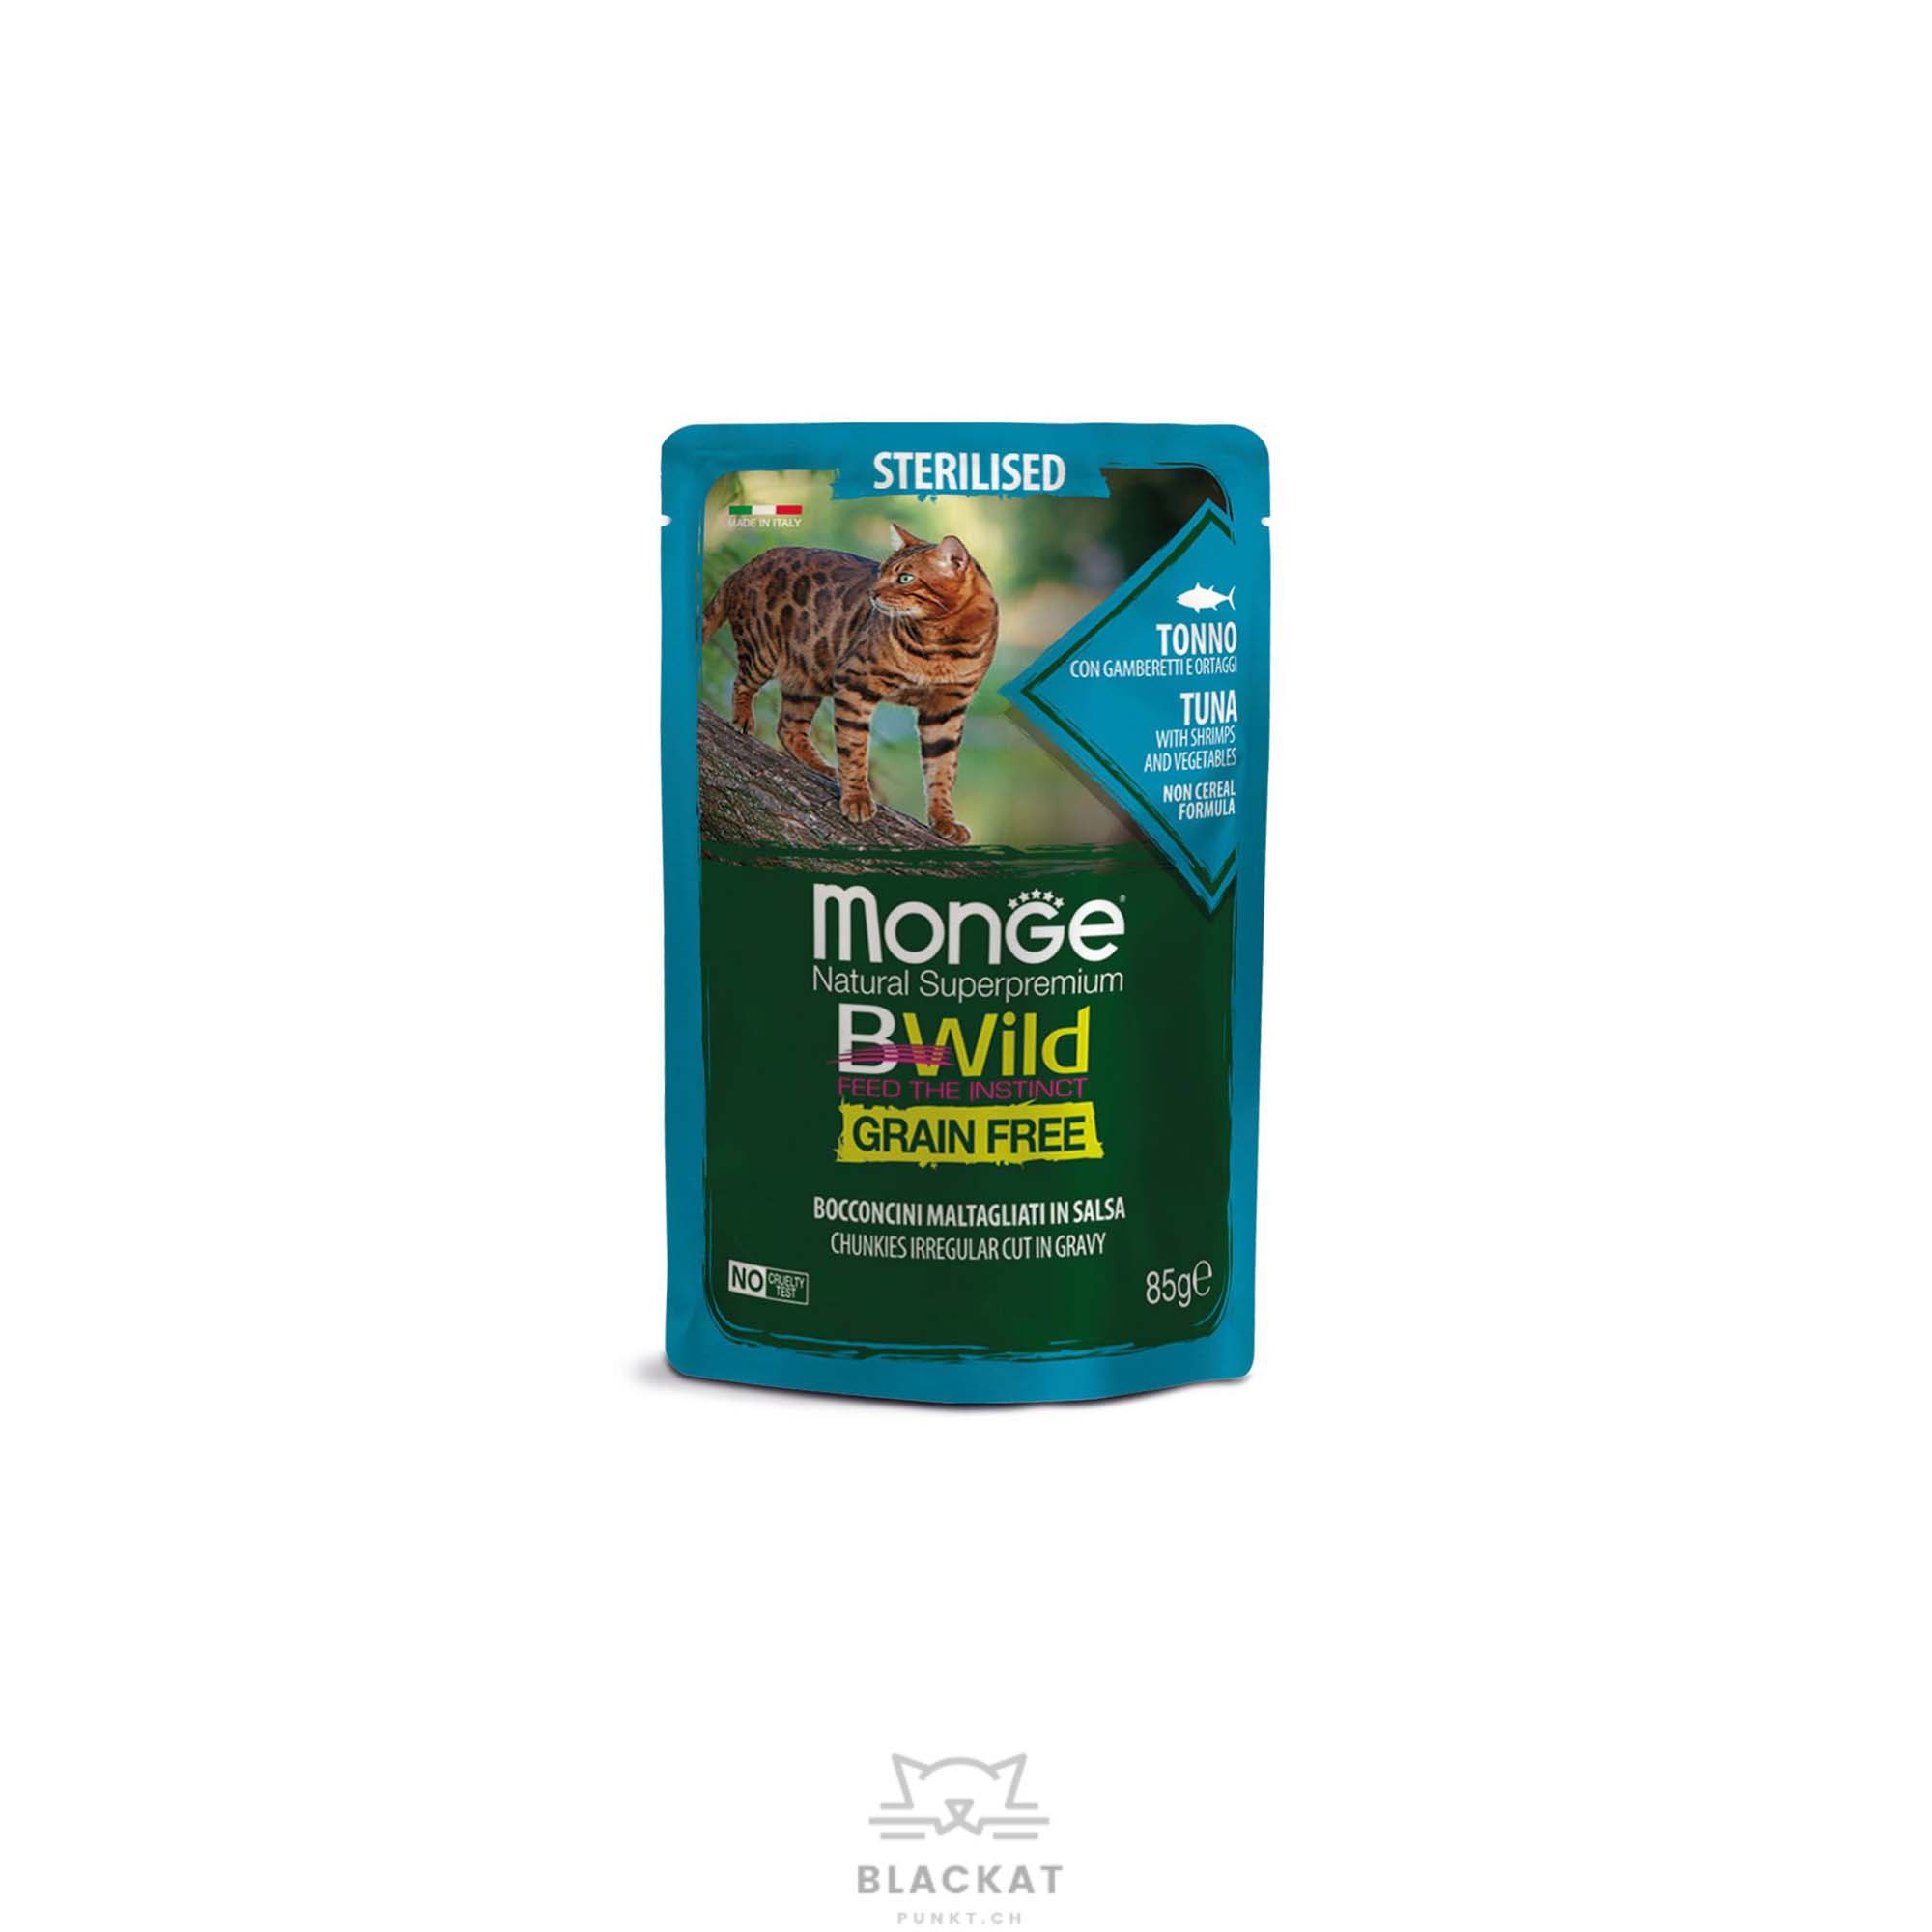 STERILISED
MADE IN ITALY
TONNO
CON GAMBERETTI E ORTAGGI
TUNA
WITH SHRIMPS
AND VEGETABLES
NON CEREAL
FORMULA
monGe®
Natural Superpremium
BWild
FEED THE INSTINCT
GRAIN FREE
BOCCONCINI MALTAGLIATI IN SALSA
CHUNKIES IRREGULAR CUT IN GRAVY
NO CRUELTY
TEST
85g℮
BLACKAT
PUNKT.CH